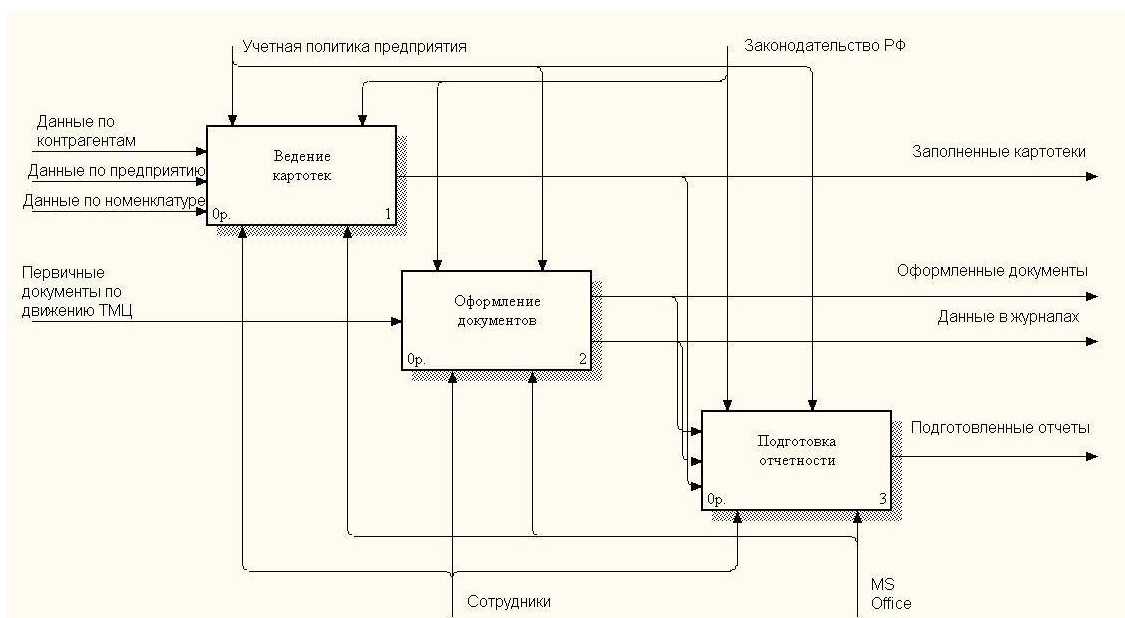 Учетная политика предприятия
Законодательство РФ
Данные по
контрагентам
Данные по предприятию
Данные по номенклатуре
Ведение
картотек
0р.
1
Заполненные картотеки
Первичные
документы по
движению ТМЦ
Оформление
документов
0р.
2
Оформленные документы
Данные в журналах
Подготовка
отчетности
0р.
3
Подготовленные отчеты
Сотрудники
MS
Office